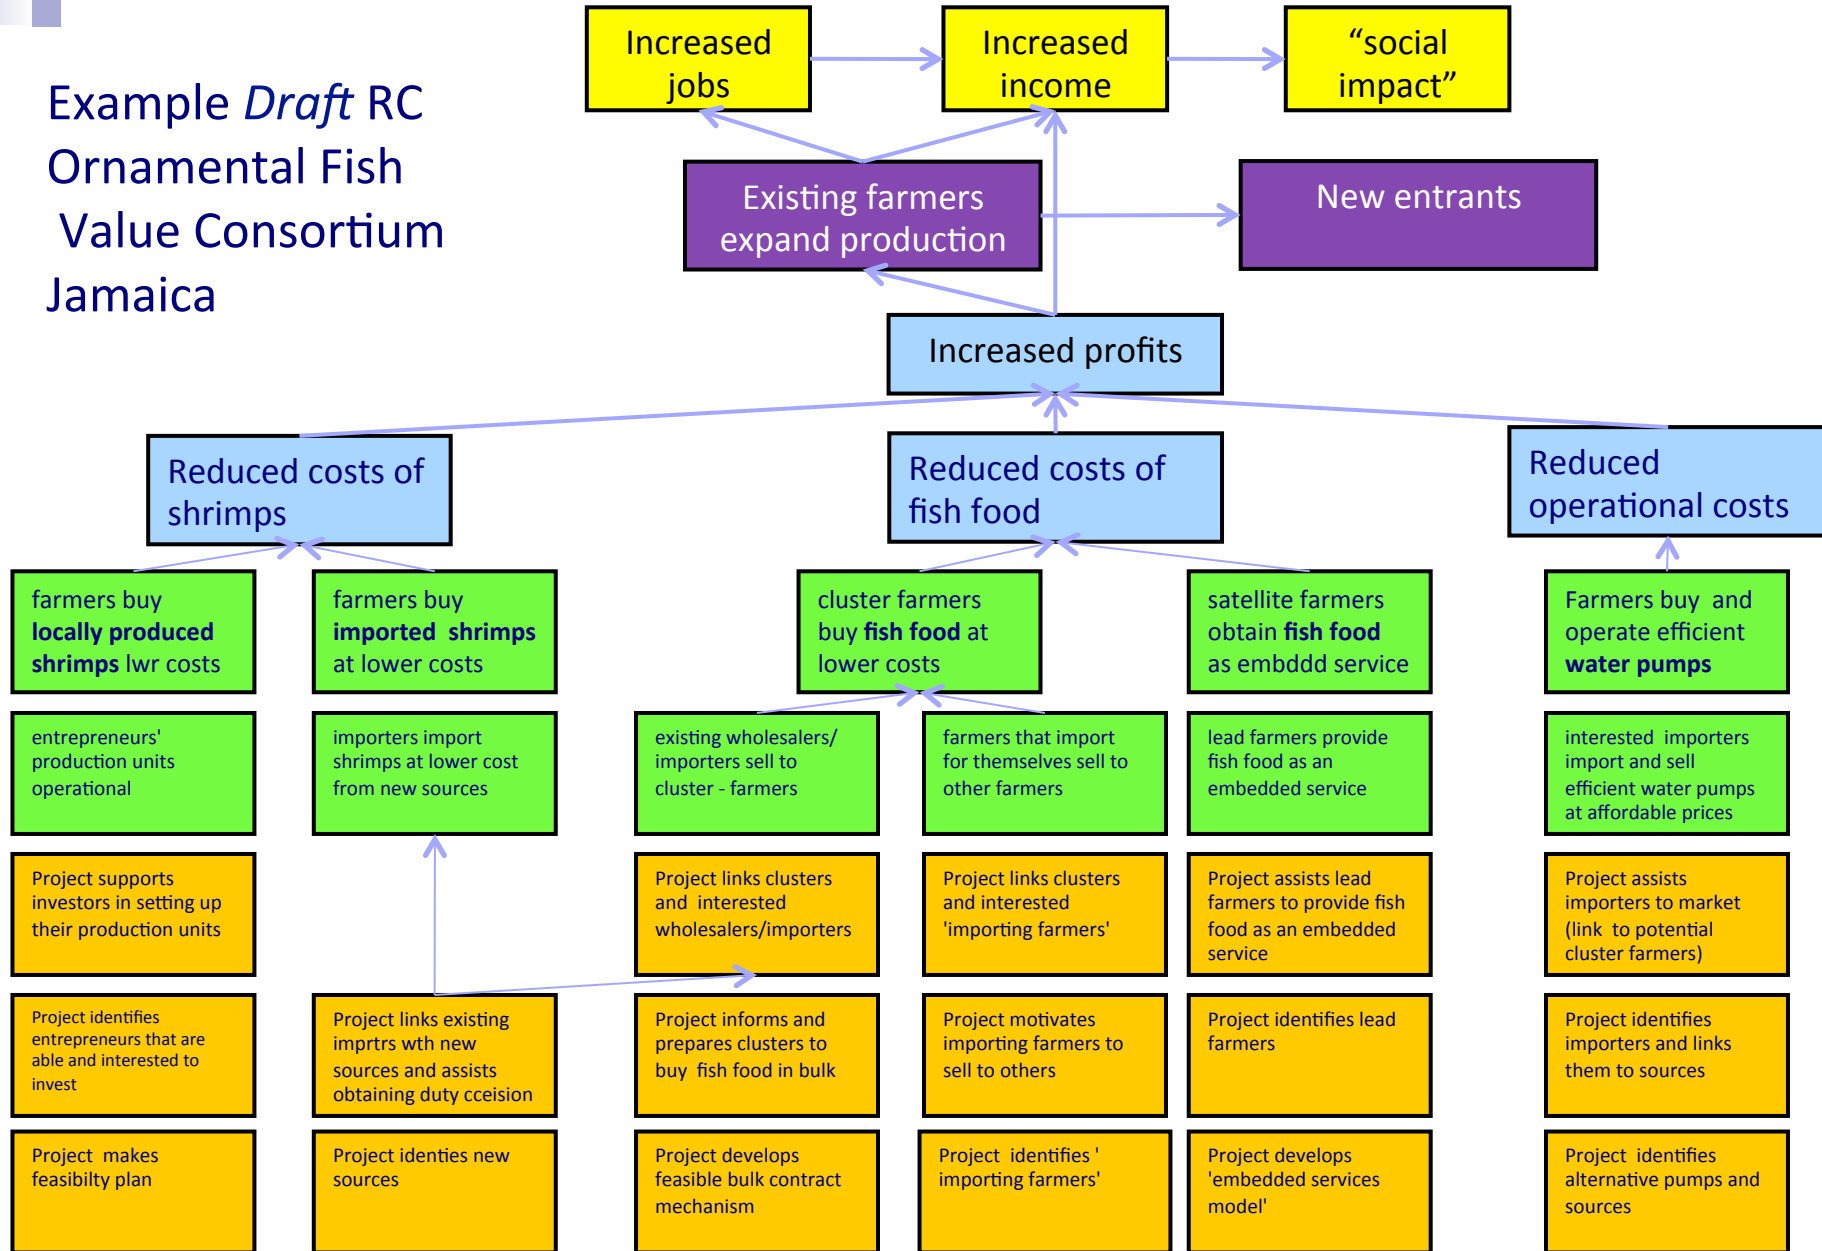 Example Draft RC
Ornamental Fish
Value Consortium
Jamaica
Increased
jobs
Increased
income
“social
impact”
Existing farmers
expand production
New entrants
Increased profits
Reduced costs of
shrimps
Reduced costs of
fish food
Reduced
operational costs
farmers buy
locally produced
shrimps lwr costs
farmers buy
imported shrimps
at lower costs
cluster farmers
buy fish food at
lower costs
satellite farmers
obtain fish food
as embddd service
Farmers buy and
operate efficient
water pumps
entrepreneurs'
production units
operational
importers import
shrimps at lower cost
from new sources
existing wholesalers/
importers sell to
cluster - farmers
farmers that import
for themselves sell to
other farmers
lead farmers provide
fish food as an
embedded service
interested importers
import and sell
efficient water pumps
at affordable prices
Project supports
investors in setting up
their production units
Project links clusters
and interested
wholesalers/importers
Project links clusters
and interested
'importing farmers'
Project assists lead
farmers to provide fish
food as an embedded
service
Project assists
importers to market
(link to potential
cluster farmers)
Project identifies
entrepreneurs that are
able and interested to
invest
Project links existing
imprtrs wth new
sources and assists
obtaining duty cceision
Project informs and
prepares clusters to
buy fish food in bulk
Project motivates
importing farmers to
sell to others
Project identifies lead
farmers
Project identifies
importers and links
them to sources
Project makes
feasibilty plan
Project identies new
sources
Project develops
feasible bulk contract
mechanism
Project identifies '
importing farmers'
Project develops
'embedded services
model'
Project identifies
alternative pumps and
sources